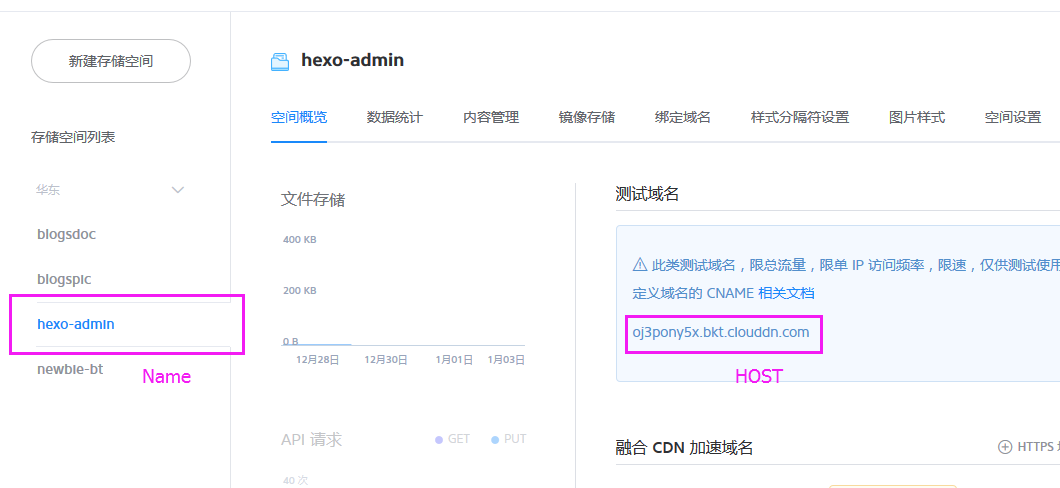 新建存储空间
存储空间列表
华东
blogsdoc
blogspic
hexo-admin
newbie-bt
Name
hexo-admin
空间概览 数据统计 内容管理 镜像存储 绑定域名 样式分隔符设置 图片样式 空间设置
文件存储
400 KB
200 KB
0 B
12月28日 12月30日 1月01日 1月03日
API 请求 GET PUT
40 次
测试域名
此类测试域名，限总流量，限单 IP 访问频率，限速，仅供测试使用
定义域名的 CNAME 相关文档
oj3pony5x.bkt.clouddn.com
HOST
融合 CDN 加速域名 HTTPS